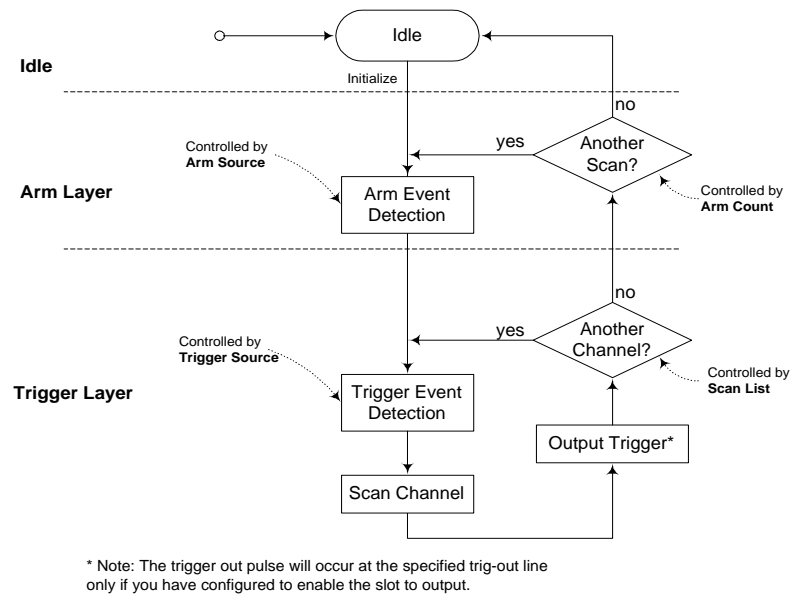 Idle
Idle
Initialize
no
yes
Another
Scan?
Controlled by
Arm Source
Arm Layer
Arm Event
Detection
Controlled by
Arm Count
no
yes
Another
Channel?
Controlled by
Trigger Source
Controlled by
Scan List
Trigger Layer
Trigger Event
Detection
Output Trigger*
Scan Channel
* Note: The trigger out pulse will occur at the specified trig-out line
only if you have configured to enable the slot to output.